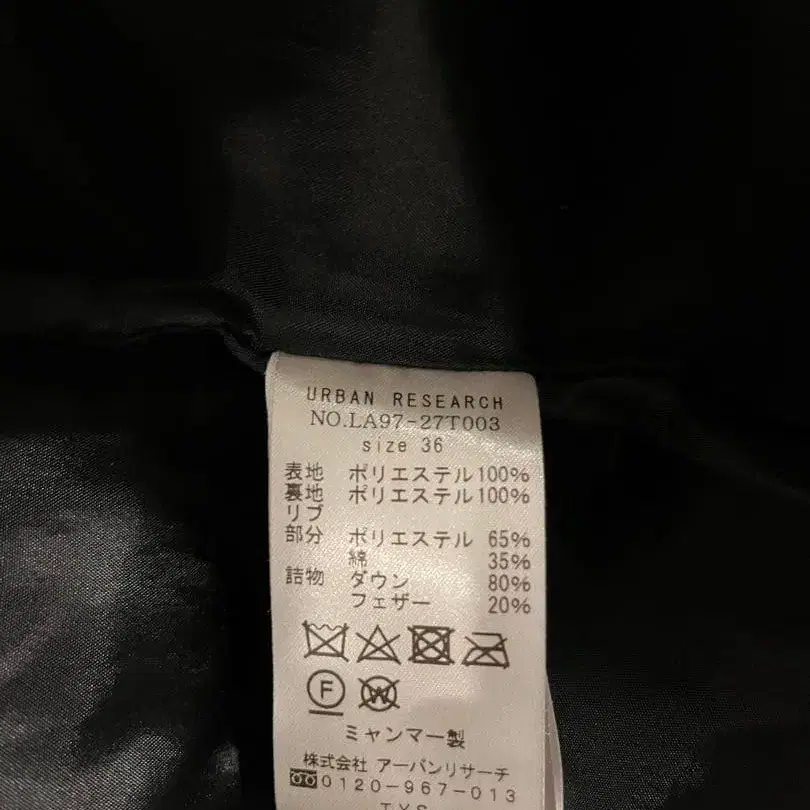 URBAN RESEARCH
NO.LA97-27T003
size 36
表地 ポリエステル100%
裏地 ポリエステル100%
リブ
部分 ポリエステル 65%
綿 35%
詰物 ダウン 80%
フェザー 20%
F W
ミャンマー製
株式会社 アーバンリサーチ
0120-967-013
TYS